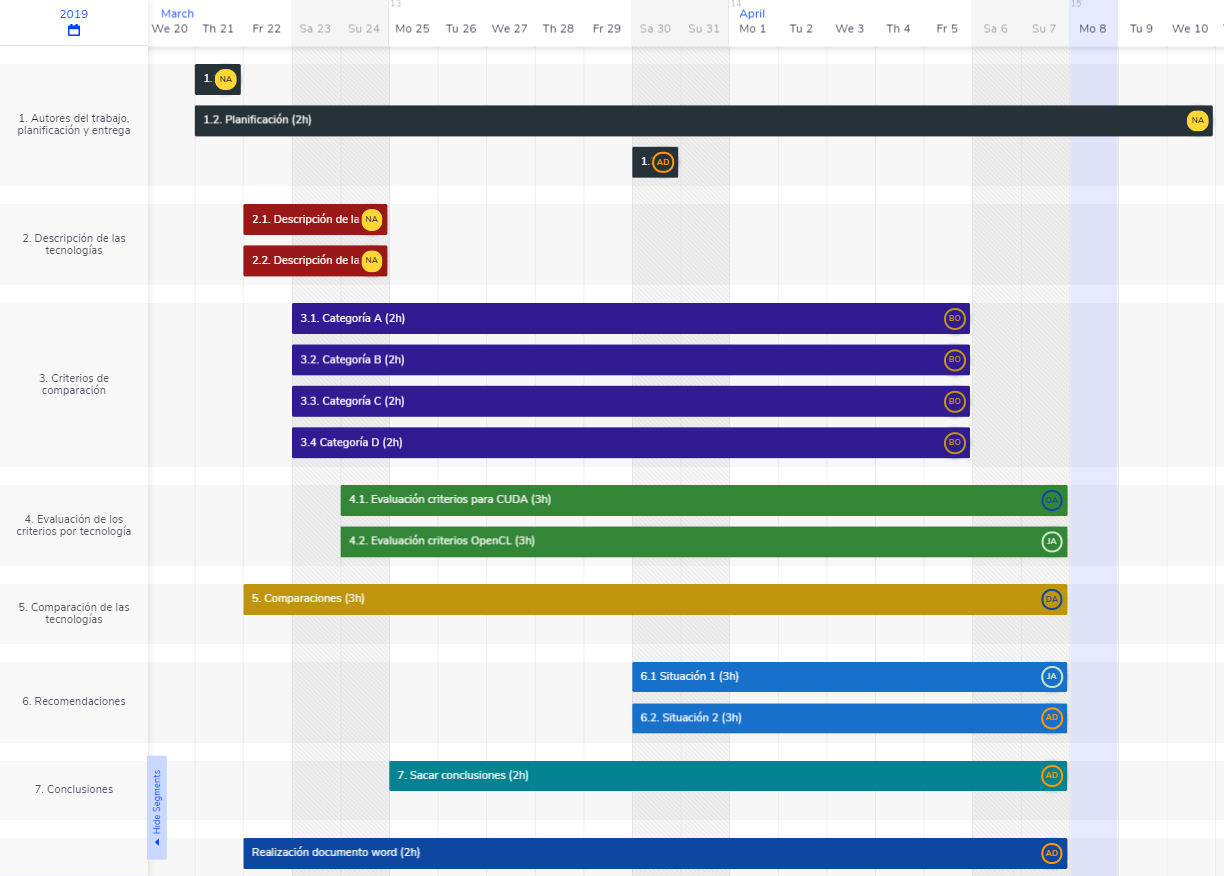 2019
March
13
14
April
15
We 20 Th 21 Fr 22 Sa 23 Su 24 Mo 25 Tu 26 We 27 Th 28 Fr 29 Sa 30 Su 31 Mo 1 Tu 2 We 3 Th 4 Fr 5 Sa 6 Su 7 Mo 8 Tu 9 We 10
1. Autores del trabajo,
planificación y entrega
1. NA
1.2. Planificación (2h) NA
1. AD
2. Descripción de las
tecnologías
2.1. Descripción de la NA
2.2. Descripción de la NA
3. Criterios de
comparación
3.1. Categoría A (2h) BO
3.2. Categoría B (2h) BO
3.3. Categoría C (2h) BO
3.4 Categoría D (2h) BO
4. Evaluación de los
criterios por tecnología
4.1. Evaluación criterios para CUDA (3h) DA
4.2. Evaluación criterios OpenCL (3h) JA
5. Comparación de las
tecnologías
5. Comparaciones (3h) DA
6. Recomendaciones
6.1 Situación 1 (3h) JA
6.2. Situación 2 (3h) AD
7. Conclusiones
7. Sacar conclusiones (2h) AD
Hide Segments
Realización documento word (2h) AD